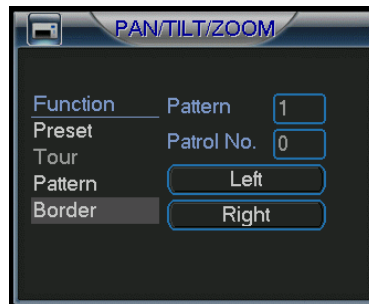 PAN/TILT/ZOOM
Function
Preset
Tour
Pattern
Border
Pattern 1
Patrol No. 0
Left
Right